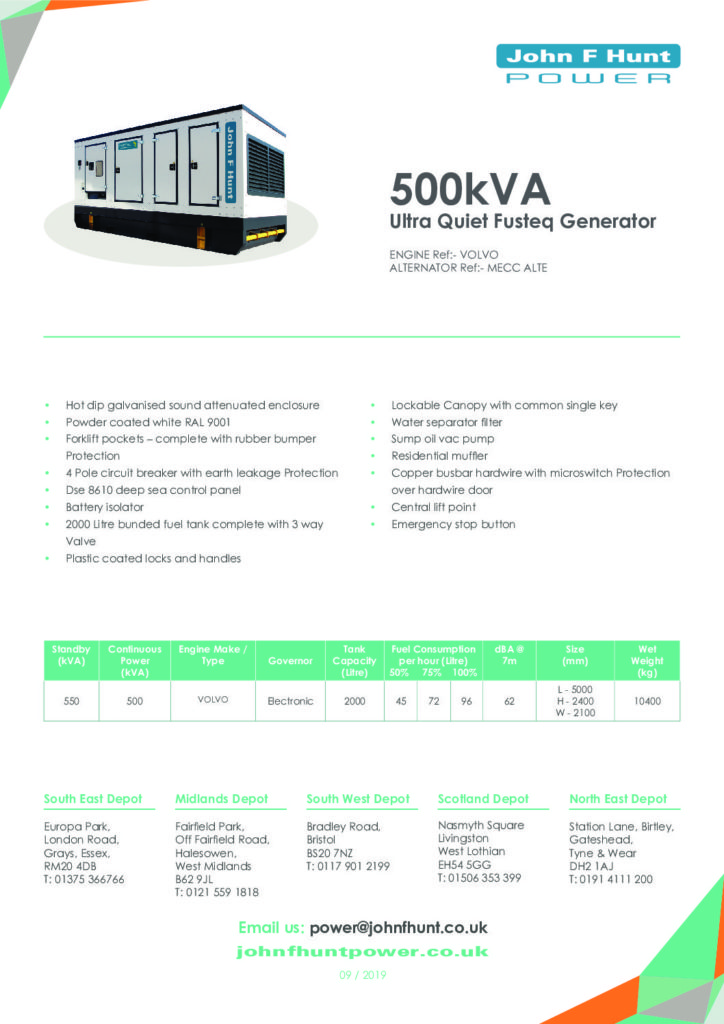 John F Hunt
POWER
John F Hunt
500kVA
Ultra Quiet Fusteq Generator
ENGINE Ref:- VOLVO
ALTERNATOR Ref:- MECC ALTE
• Hot dip galvanised sound attenuated enclosure
• Powder coated white RAL 9001
• Forklift pockets – complete with rubber bumper
Protection
• 4 Pole circuit breaker with earth leakage Protection
• Dse 8610 deep sea control panel
• Battery isolator
• 2000 Litre bunded fuel tank complete with 3 way
Valve
• Plastic coated locks and handles
• Lockable Canopy with common single key
• Water separator filter
• Sump oil vac pump
• Residential muffler
• Copper busbar hardwire with microswitch Protection
over hardwire door
• Central lift point
• Emergency stop button
Standby
(kVA)
Continuous
Power
(kVA)
Engine Make /
Type
Governor
Tank
Capacity
(Litre)
Fuel Consumption
per hour (Litre)
50% 75% 100%
dBA @
7m
Size
(mm)
Wet
Weight
(kg)
550
500
VOLVO
Electronic
2000
45
72
96
62
L - 5000
H - 2400
W - 2100
10400
South East Depot
Europa Park,
London Road,
Grays, Essex,
RM20 4DB
T: 01375 366766
Midlands Depot
Fairfield Park,
Off Fairfield Road,
Halesowen,
West Midlands
B62 9JL
T: 0121 559 1818
South West Depot
Bradley Road,
Bristol
BS20 7NZ
T: 0117 901 2199
Scotland Depot
Nasmyth Square
Livingston
West Lothian
EH54 5GG
T: 01506 353 399
North East Depot
Station Lane, Birtley,
Gateshead,
Tyne & Wear
DH2 1AJ
T: 0191 4111 200
Email us: power@johnfhunt.co.uk
johnfhuntpower.co.uk
09 / 2019